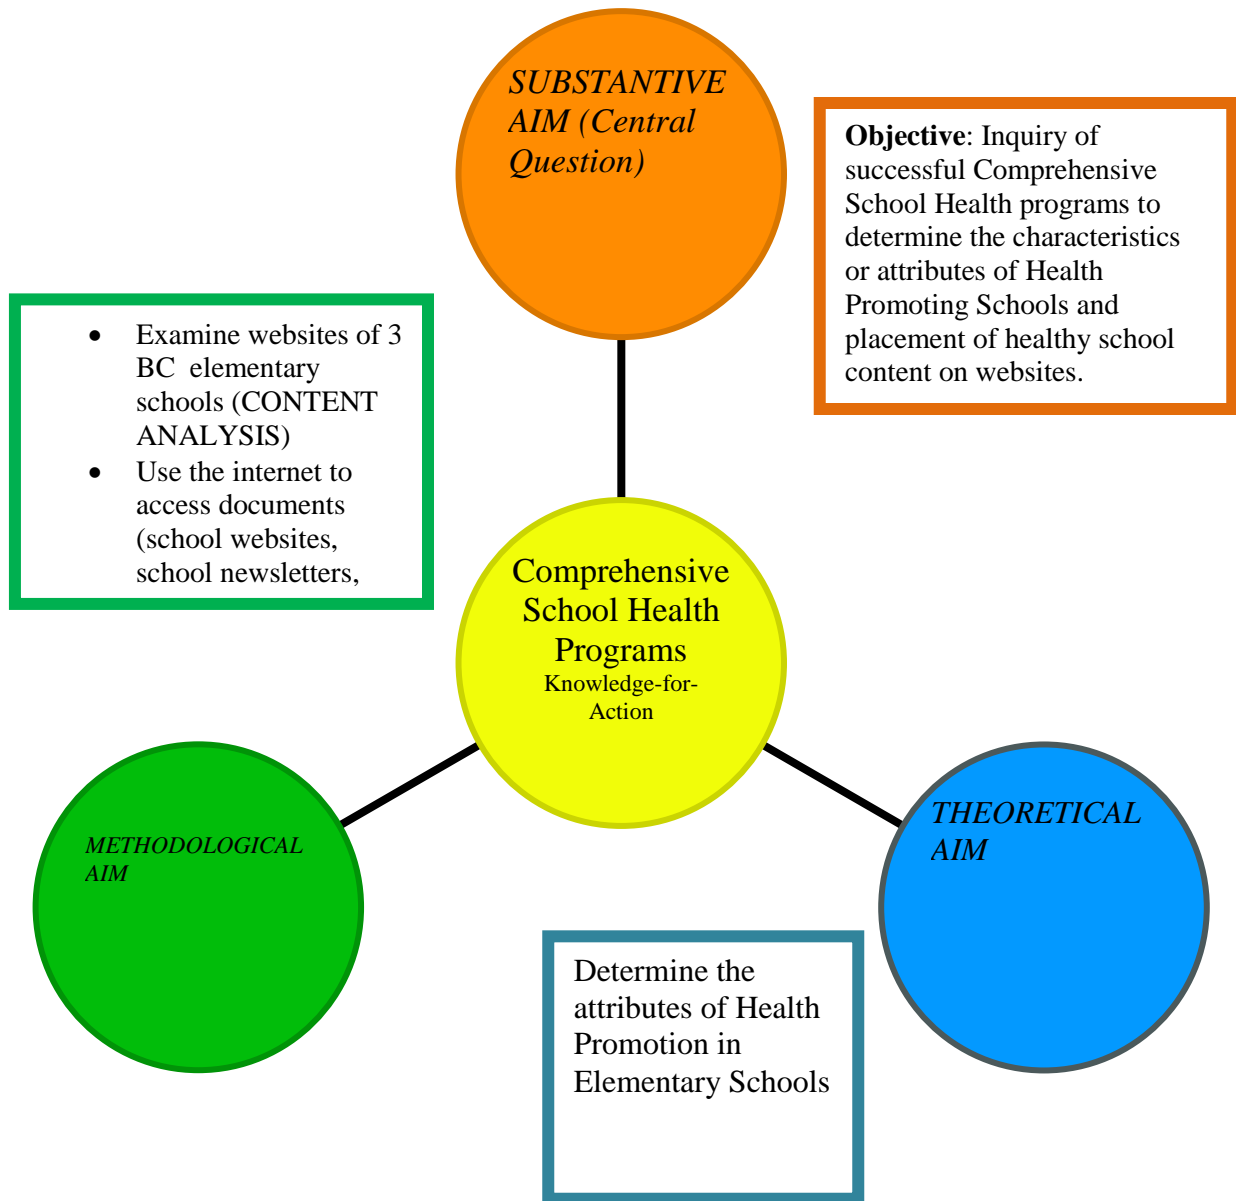 SUBSTANTIVE
AIM (Central
Question)
Objective: Inquiry of
successful Comprehensive
School Health programs to
determine the characteristics
or attributes of Health
Promoting Schools and
placement of healthy school
content on websites.
• Examine websites of 3
BC elementary
schools (CONTENT
ANALYSIS)
• Use the internet to
access documents
(school websites,
school newsletters,
Comprehensive
School Health
Programs
Knowledge-for-
Action
METHODOLOGICAL
AIM
THEORETICAL
AIM
Determine the
attributes of Health
Promotion in
Elementary Schools